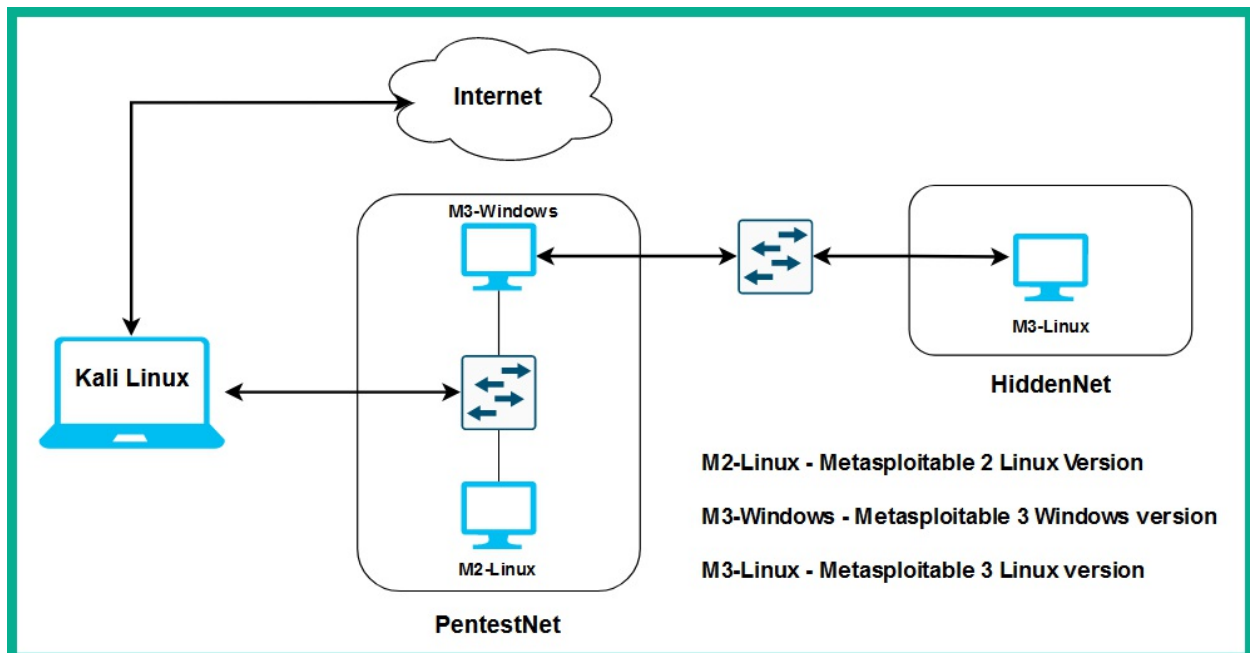 Internet
M3-Windows
Kali Linux
M3-Linux
HiddenNet
M2-Linux - Metasploitable 2 Linux Version
M3-Windows - Metasploitable 3 Windows version
M3-Linux - Metasploitable 3 Linux version
M2-Linux
PentestNet